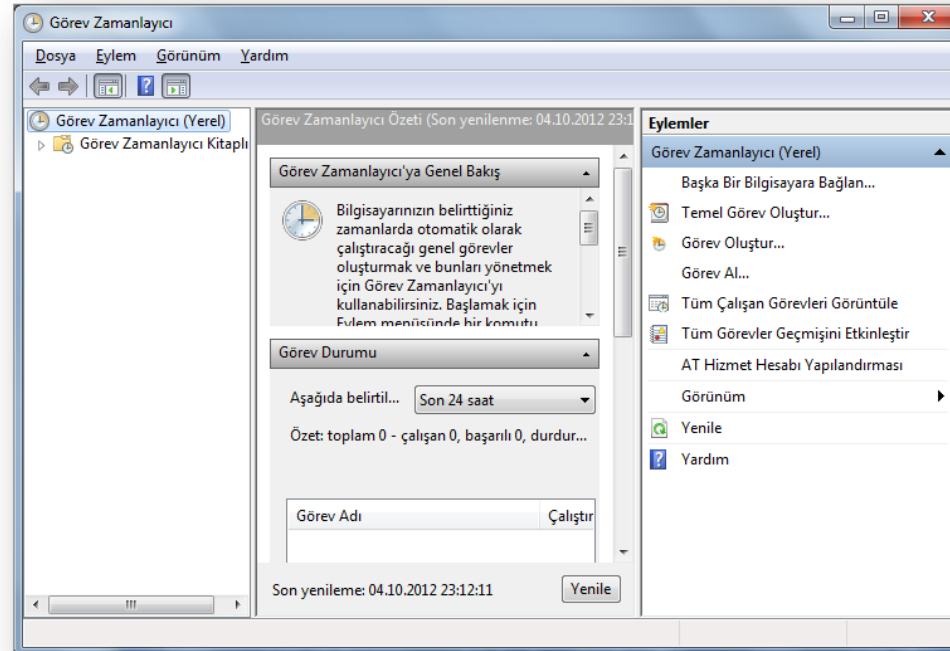 Görev Zamanlayıcı
Dosya Eylem Görünüm Yardım
Görev Zamanlayıcı (Yerel)
Görev Zamanlayıcı Kitaplı
Görev Zamanlayıcı Özeti (Son yenilenme: 04.10.2012 23:1
Görev Zamanlayıcı'ya Genel Bakış
Bilgisayarınızın belirttiğiniz
zamanlarda otomatik olarak
çalıştıracağı genel görevler
oluşturmak ve bunları yönetmek
için Görev Zamanlayıcı'yı
kullanabilirsiniz. Başlamak için
Eylem menüsünde bir komutu
Görev Durumu
Aşağıda belirtil... Son 24 saat
Özet: toplam 0 - çalışan 0, başarılı 0, durdur...
Görev Adı Çalıştır
Son yenileme: 04.10.2012 23:12:11 Yenile
Eylemler
Görev Zamanlayıcı (Yerel)
Başka Bir Bilgisayara Bağlan...
Temel Görev Oluştur...
Görev Oluştur...
Görev Al...
Tüm Çalışan Görevleri Görüntüle
Tüm Görevler Geçmişini Etkinleştir
AT Hizmet Hesabı Yapılandırması
Görünüm
Yenile
Yardım